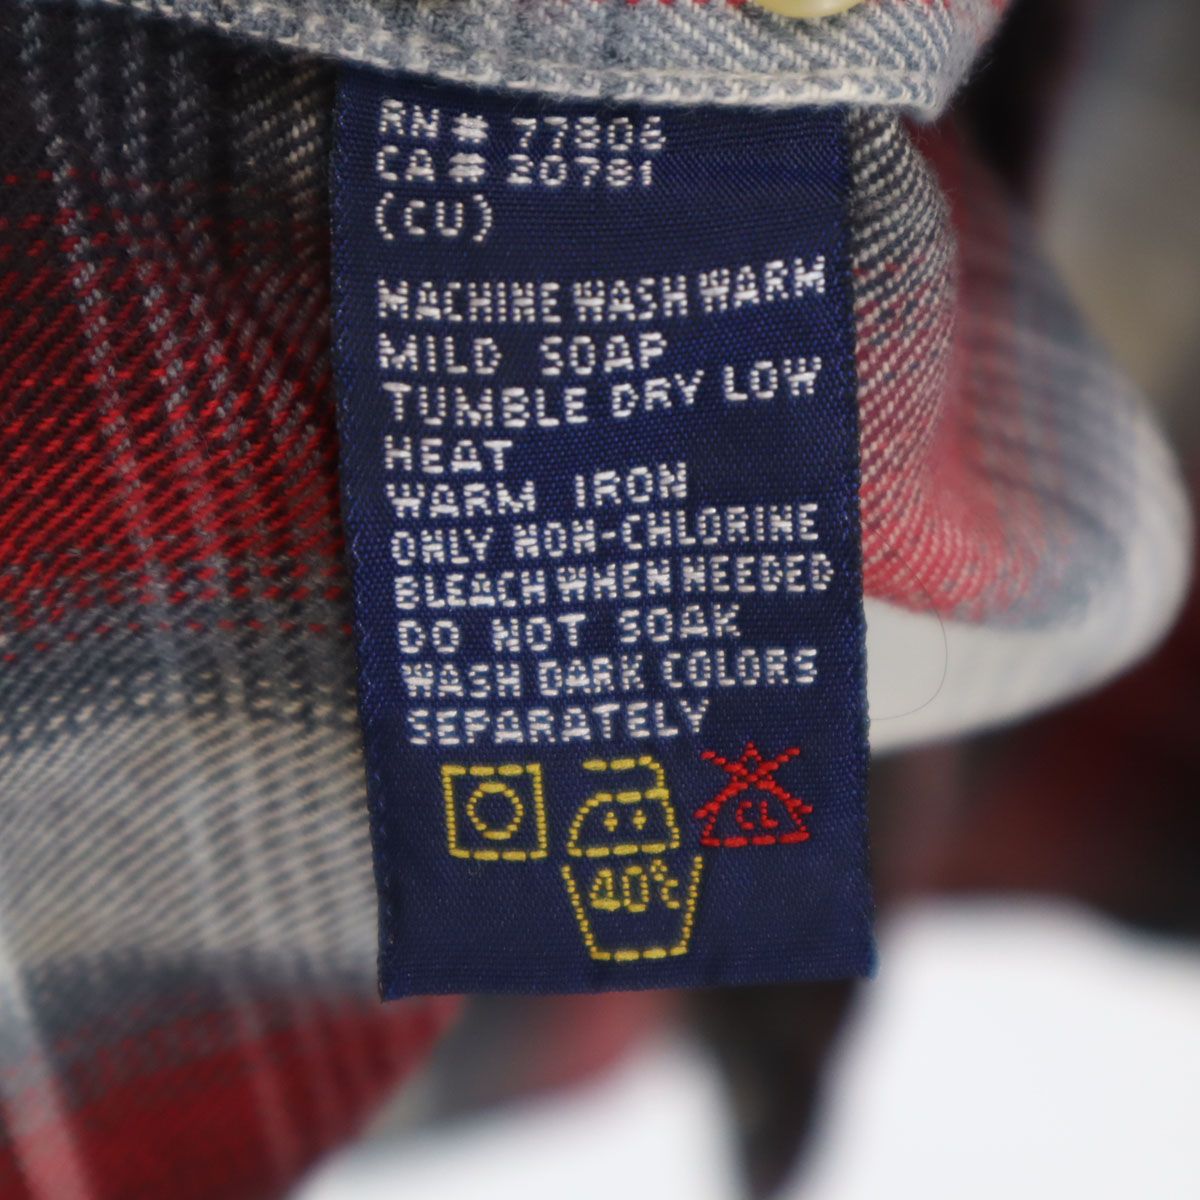 RN# 77806
CA# 20781
(CU)
MACHINE WASH WARM
MILD SOAP
TUMBLE DRY LOW
HEAT
WARM IRON
ONLY NON-CHLORINE
BLEACH WHEN NEEDED
DO NOT SOAK
WASH DARK COLORS
SEPARATELY
CL
40°C